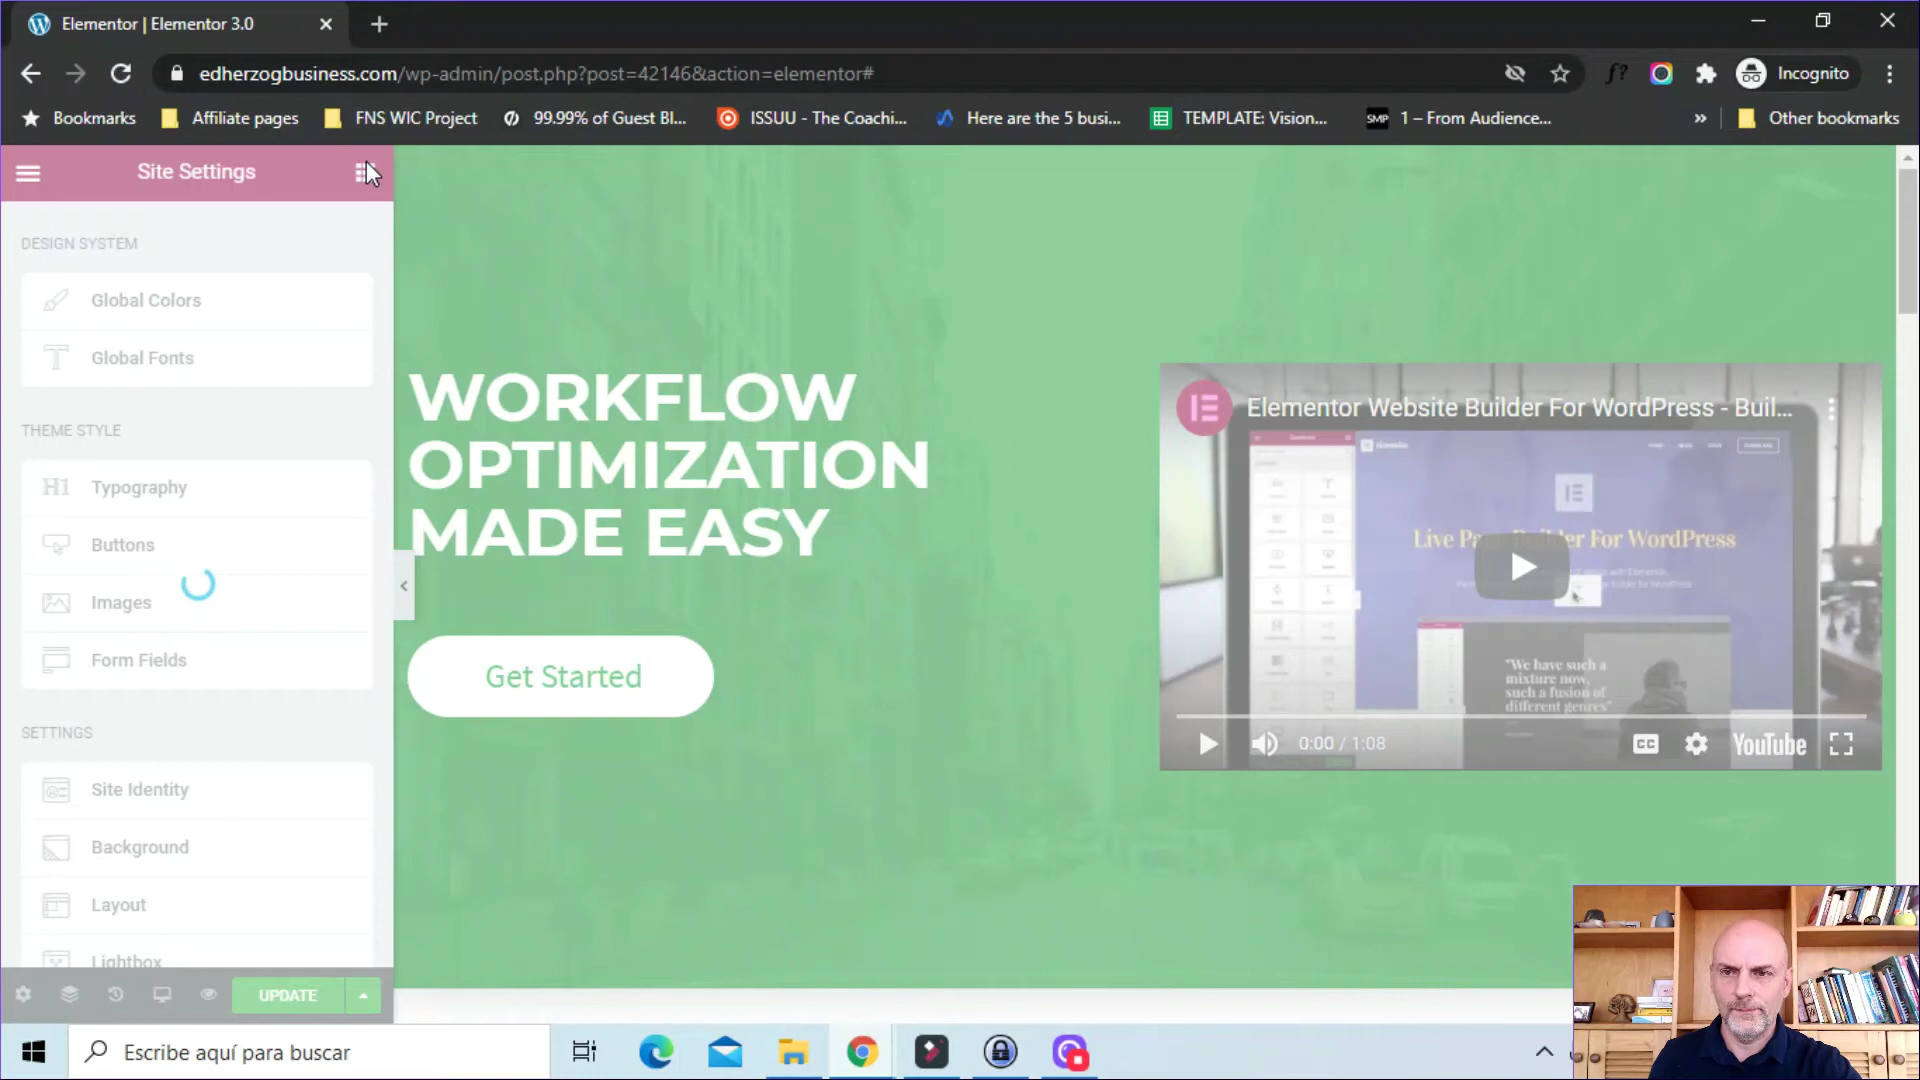 Elementor | Elementor 3.0
edherzogbusiness.com/wp-admin/post.php?post=42146&action=elementor#
Incognito
Bookmarks
Affiliate pages
FNS WIC Project
99.99% of Guest Bl...
ISSUU - The Coachi...
Here are the 5 busi...
TEMPLATE: Vision...
SMP
1 – From Audience...
»
Other bookmarks
Site Settings
DESIGN SYSTEM
Global Colors
Global Fonts
THEME STYLE
H1 Typography
Buttons
Images
Form Fields
SETTINGS
Site Identity
Background
Layout
Lightbox
UPDATE
WORKFLOW
OPTIMIZATION
MADE EASY
Get Started
Elementor Website Builder For WordPress - Buil...
Live Page Builder For WordPress
"We have such a
mixture now,
such a fusion of
different genres"
0:00 / 1:08
CC
YouTube
Escribe aquí para buscar